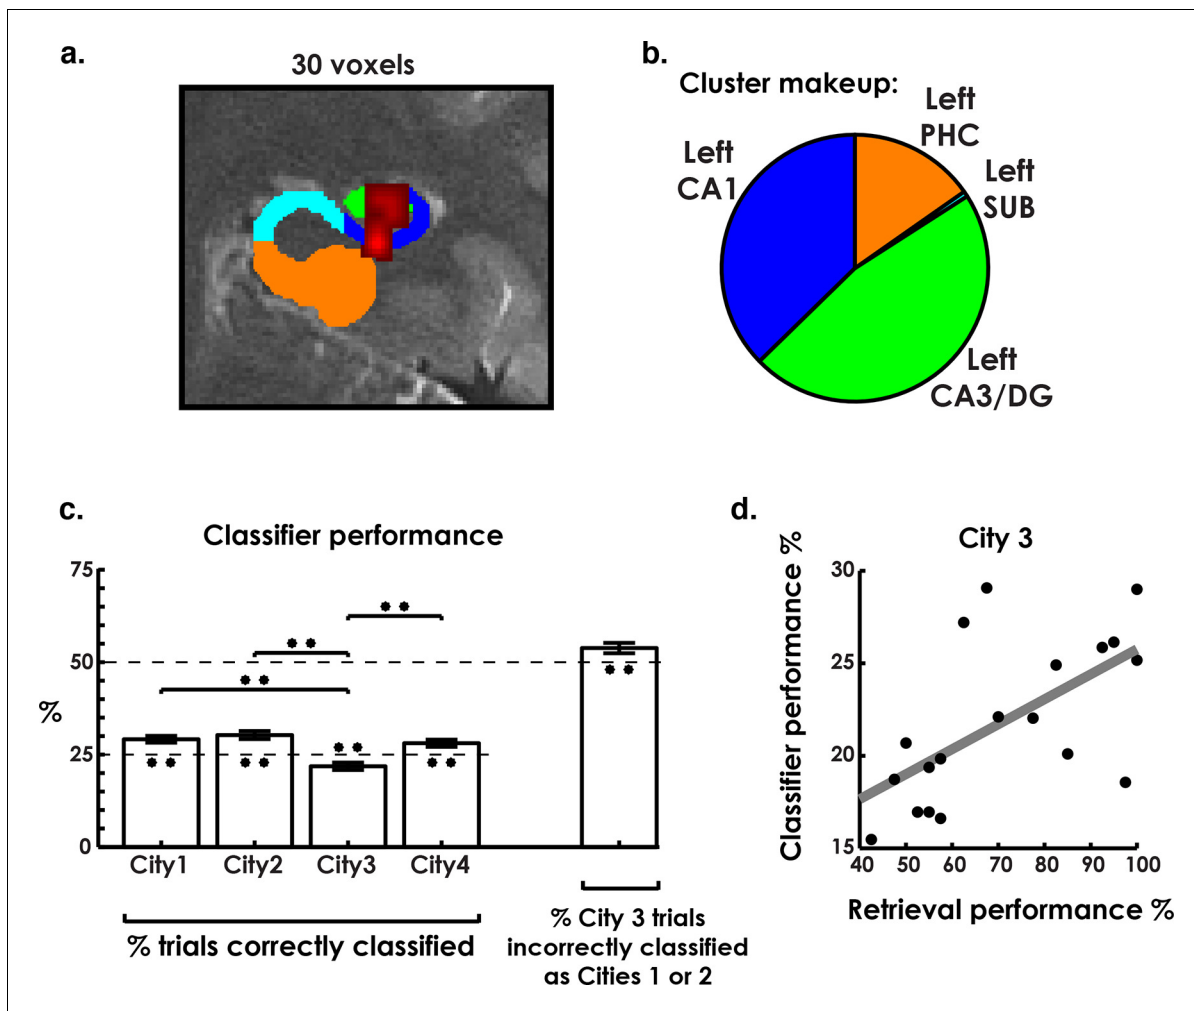 a.
30 voxels
b.
Cluster makeup:
Left
PHC
Left
SUB
Left
CA1
Left
CA3/DG
c.
Classifier performance
75
50
%
25
0
** 
**
**
**
**
**
**
**
City1 City2 City3 City4
% trials correctly classified
% City 3 trials
incorrectly classified
as Cities 1 or 2
d.
City 3
Classifier performance %
30
25
20
15
40 50 60 70 80 90 100
Retrieval performance %